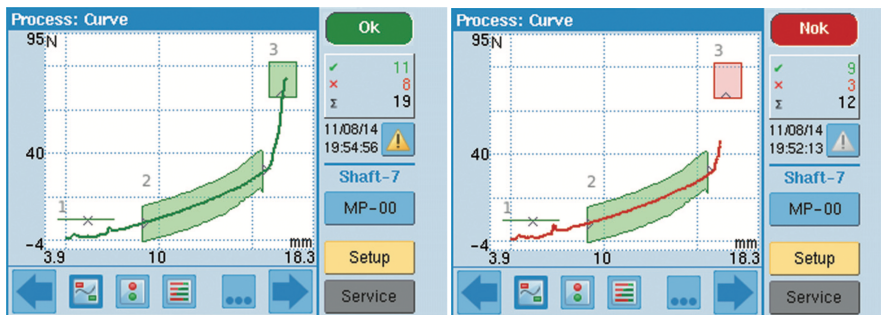 Process: Curve
Ok
95 N
3
✔ 11
✕ 8
Σ 19
11/08/14
19:54:56
40
2
Shaft-7
1
MP-00
-4
mm
3.9
10
18.3
Setup
Service
Process: Curve
Nok
95 N
3
✔ 9
✕ 3
Σ 12
11/08/14
19:52:13
40
2
Shaft-7
1
MP-00
-4
mm
3.9
10
18.3
Setup
Service